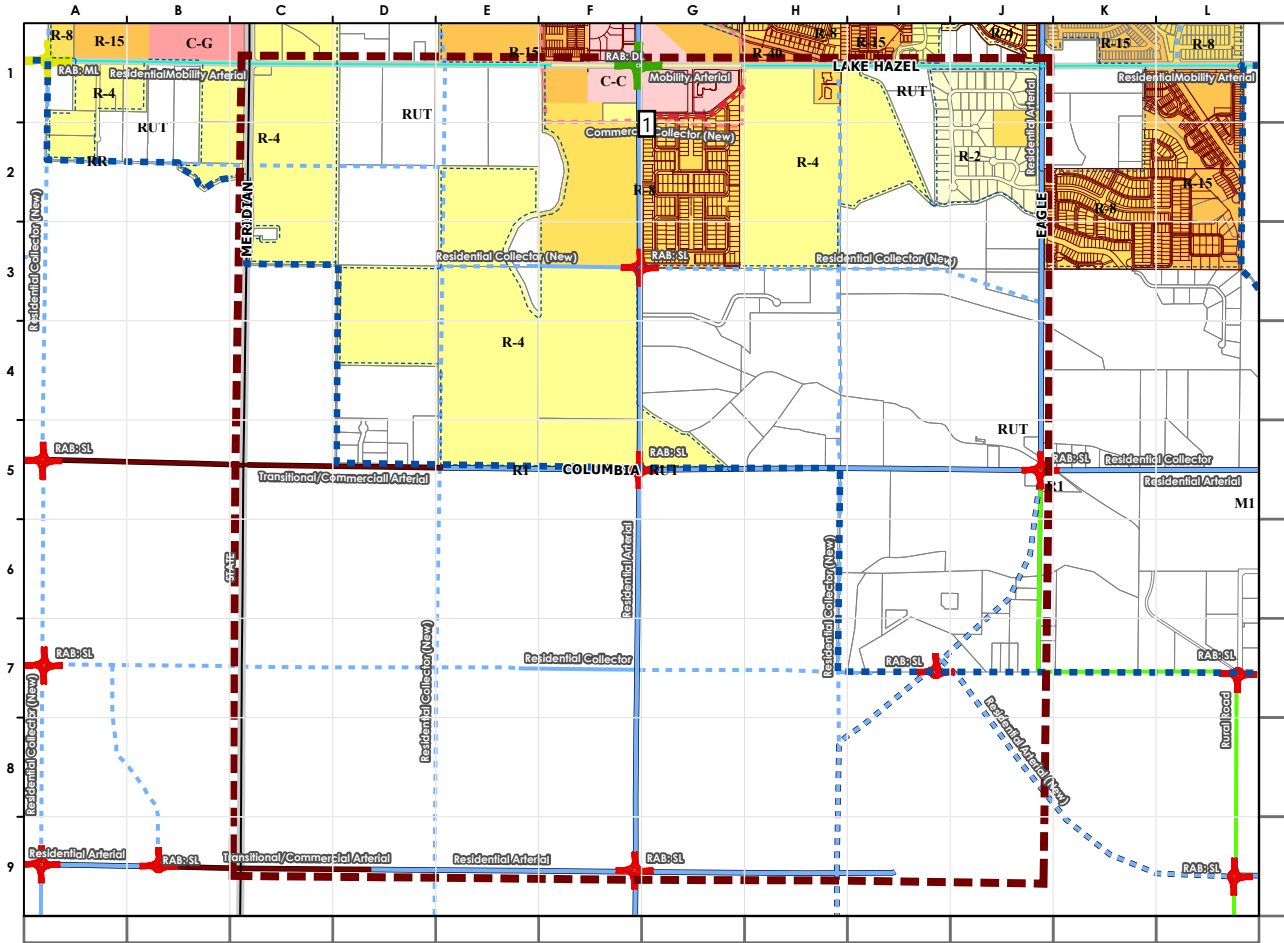 A B C D E F G H I J K L
R-8
R-15
C-G
R-15
R-40
R-8
R-15
R-4
R-15
R-8
RAB: DL
LAKE HAZEL
1
RAB: ML
ResidentialMobility Arterial
C-C
Mobility Arterial
ResidentialMobility Arterial
R-4
RUT
RUT
Residential Arterial
1
RUT
R-4
Commercial Collector (New)
RR
R-4
R-2
2
R-8
R-15
R-8
MERIDIAN
EAGLE
Residential Collector (New)
3
Residential Collector (New)
RAB: SL
Residential Collector (New)
R-4
4
RUT
RAB: SL
RAB: SL
RAB: SL
Residential Collector
5
Transitional/Commercial Arterial
R1
COLUMBIA
RUT
Residential Arterial
R1
M1
STATE
6
Residential Arterial
Residential Collector (New)
Residential Collector (New)
RAB: SL
7
Residential Collector
RAB: SL
RAB: SL
Residential Collector (New)
Rural Road
8
Residential Arterial (New)
Residential Arterial
RAB: SL
Transitional/Commercial Arterial
Residential Arterial
RAB: SL
9
RAB: SL